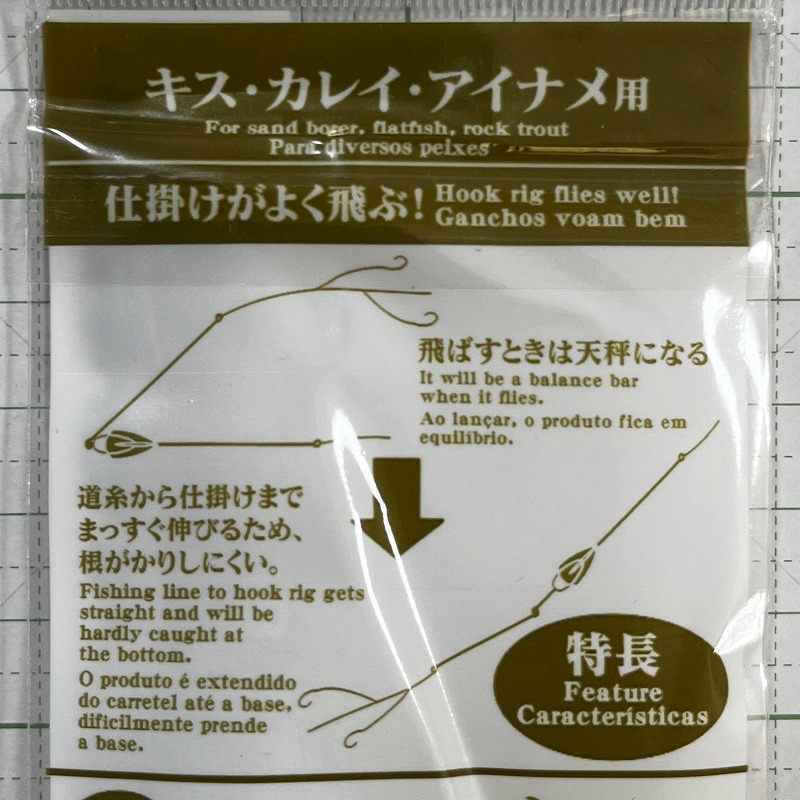 キス・カレイ・アイナメ用
For sand borer, flatfish, rock trout
Para diversos peixes
仕掛けがよく飛ぶ!
Hook rig flies well!
Ganchos voam bem
飛ばすときは天秤になる
It will be a balance bar
when it flies.
Ao lançar, o produto fica em
equilíbrio.
道糸から仕掛けまで
まっすぐ伸びるため、
根がかりしにくい。
Fishing line to hook rig gets
straight and will be
hardly caught at
the bottom.
O produto é extendido
do carretel até a base,
dificilmente prende
a base.
特長
Feature
Características